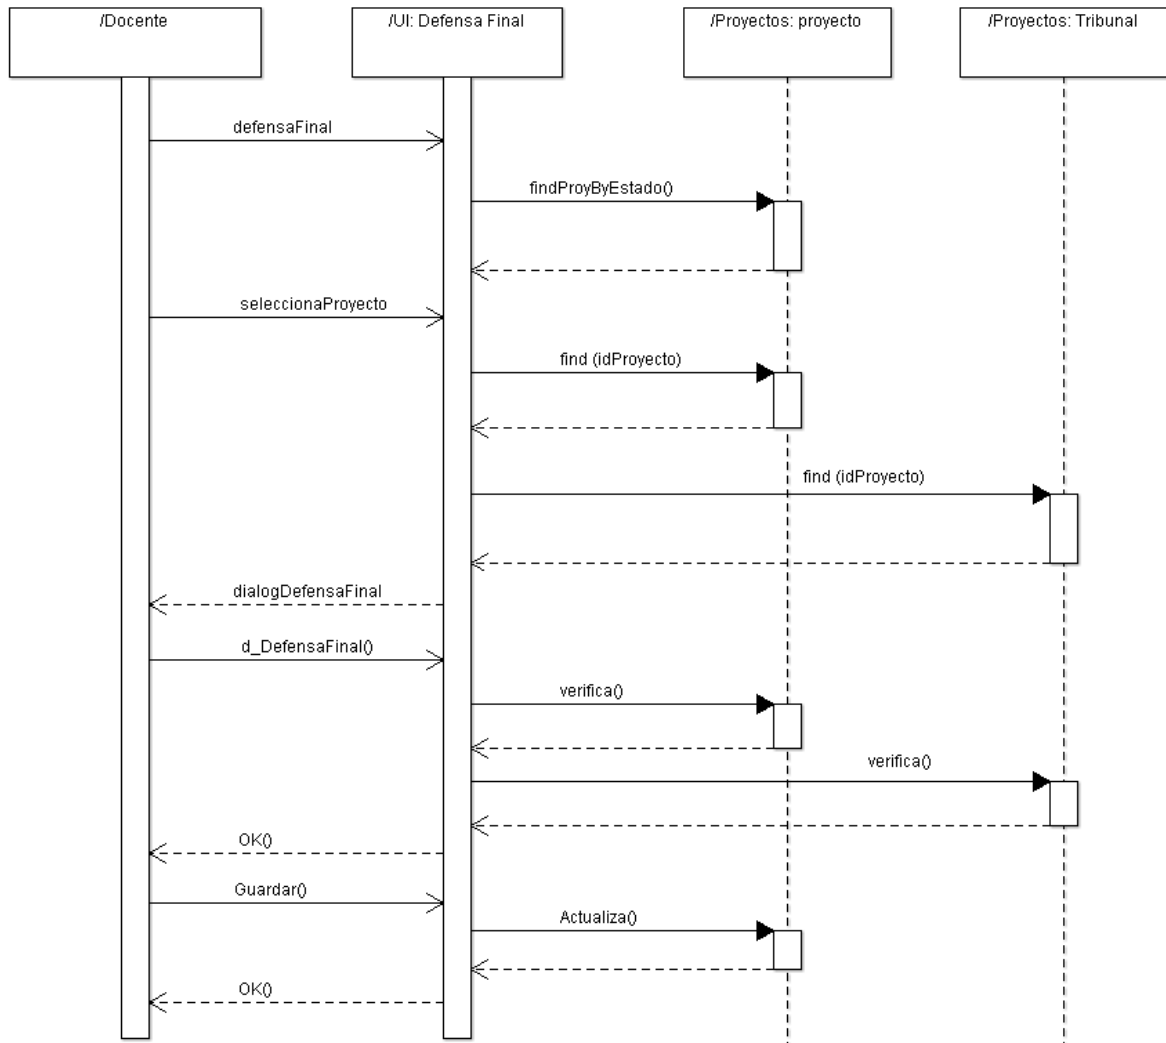 /Docente
/UI: Defensa Final
/Proyectos: proyecto
/Proyectos: Tribunal
defensaFinal
findProyByEstado()
seleccionaProyecto
find (idProyecto)
find (idProyecto)
dialogDefensaFinal
d_DefensaFinal()
verifica()
verifica()
OK()
Guardar()
Actualiza()
OK()